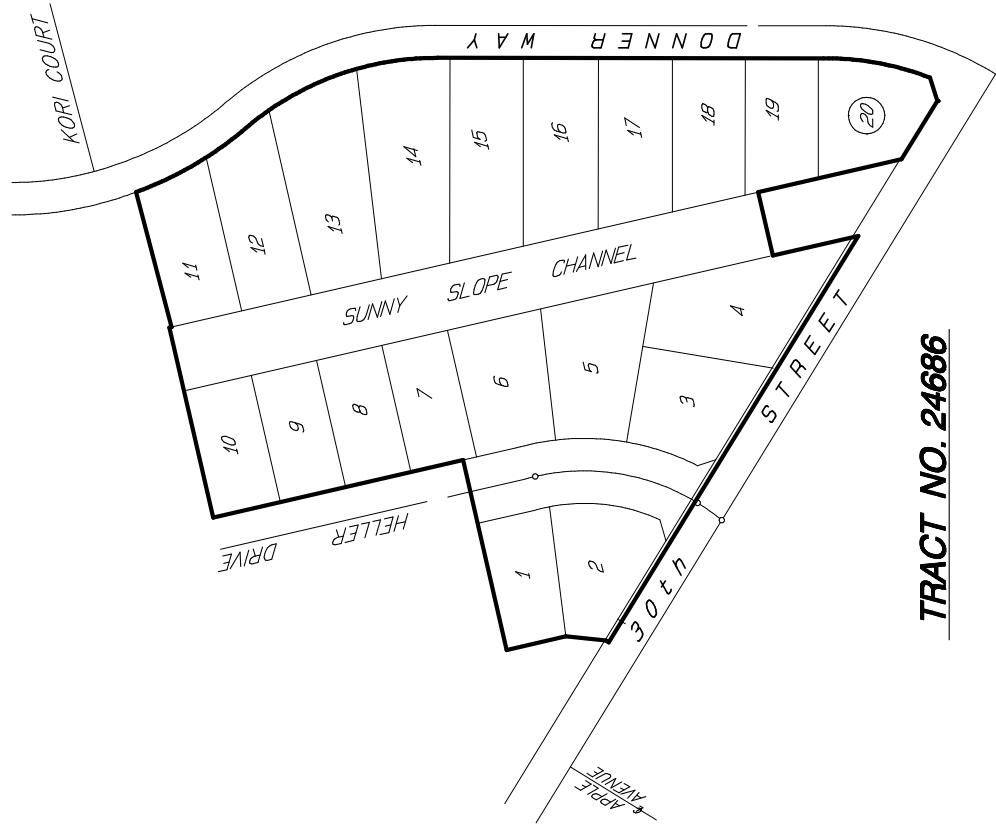 KORI COURT
DONNER WAY
11
12
13
14
15
16
17
18
19
20
SUNNY SLOPE CHANNEL
10
9
8
7
6
5
4
3
1
2
HELLER DRIVE
30th STREET
APPLE
AVENUE
TRACT NO. 24686